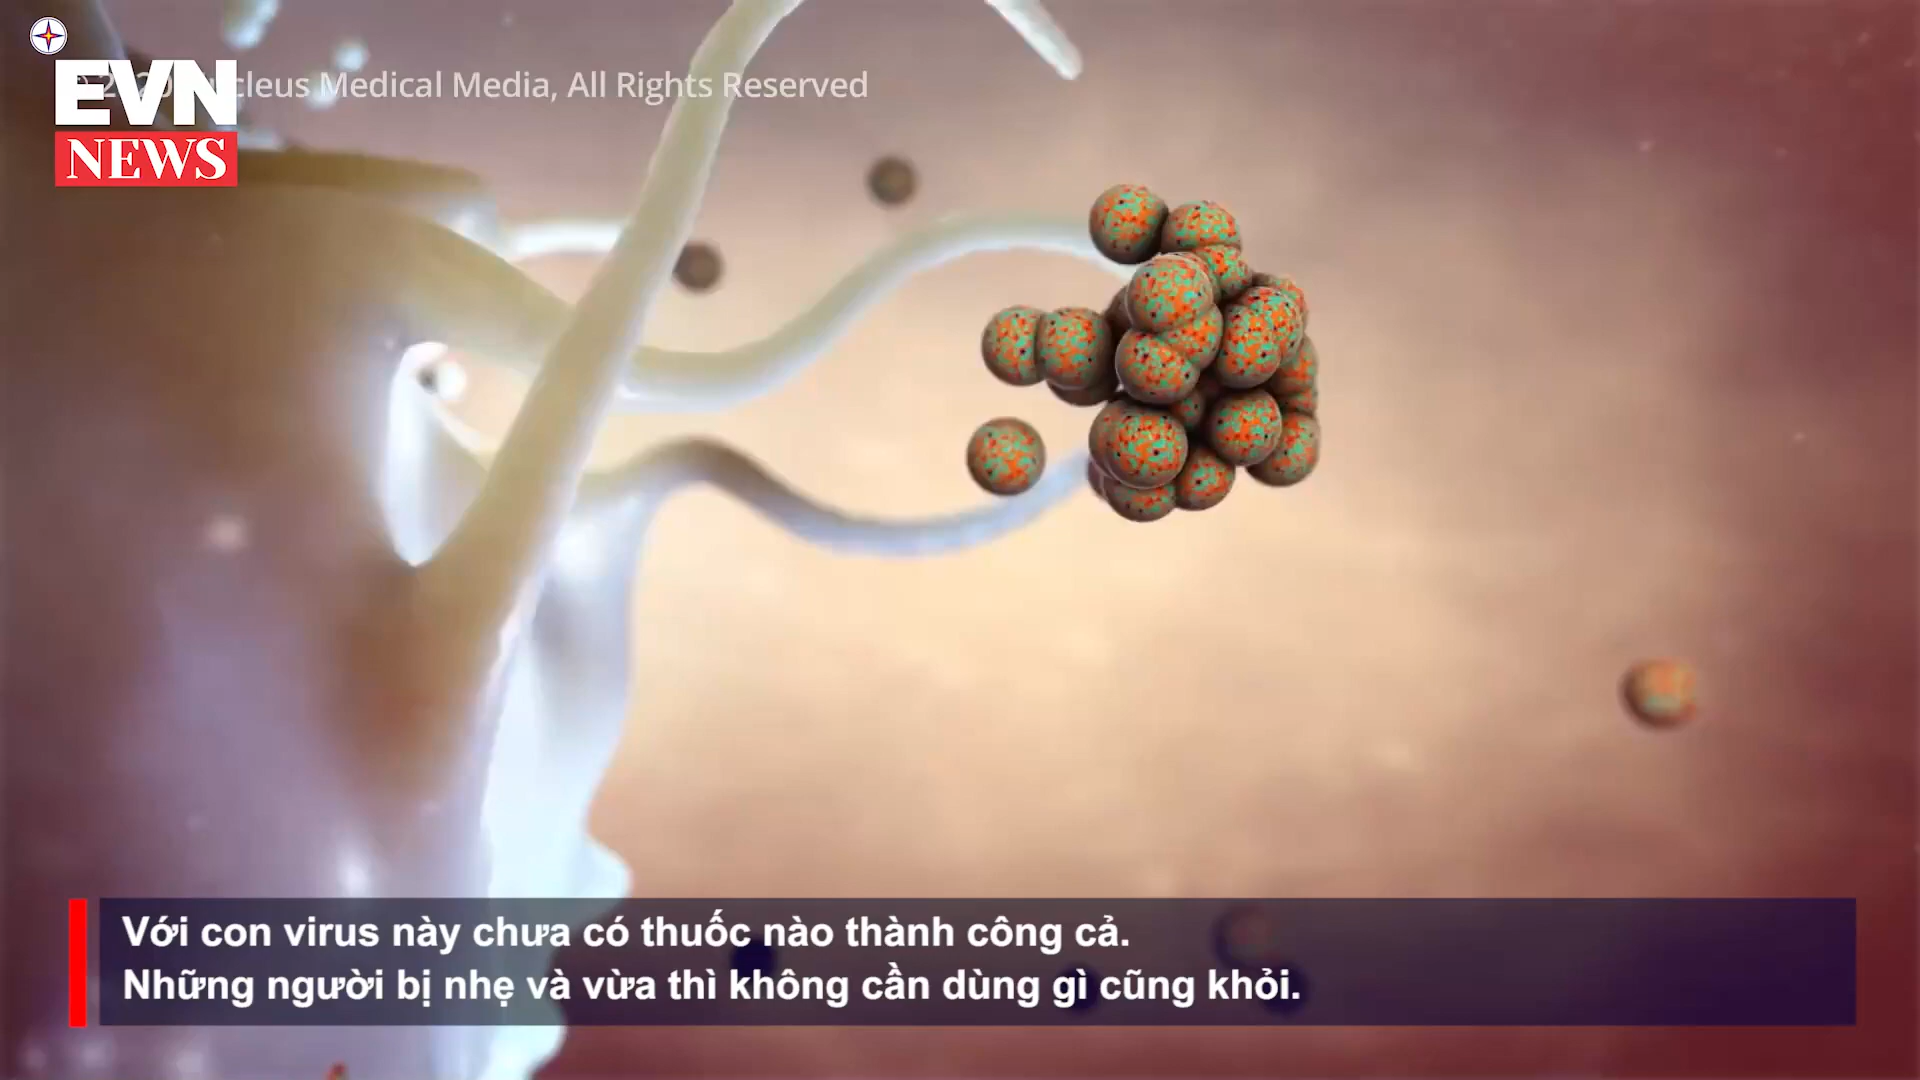 EVN
NEWS
Medical Media, All Rights Reserved
Với con virus này chưa có thuốc nào thành công cả.
Những người bị nhẹ và vừa thì không cần dùng gì cũng khỏi.